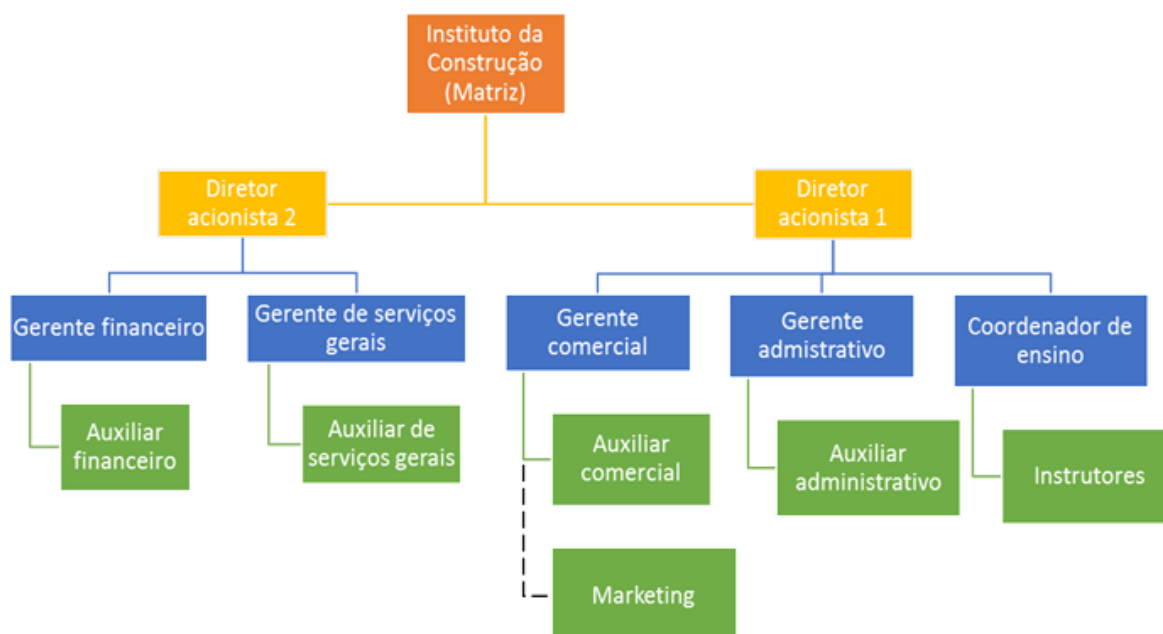 Instituto da
Construção
(Matriz)
Diretor
acionista 2
Diretor
acionista 1
Gerente financeiro
Gerente de serviços
gerais
Gerente
comercial
Gerente
admistrativo
Coordenador de
ensino
Auxiliar
financeiro
Auxiliar de
serviços gerais
Auxiliar
comercial
Auxiliar
administrativo
Instrutores
Marketing